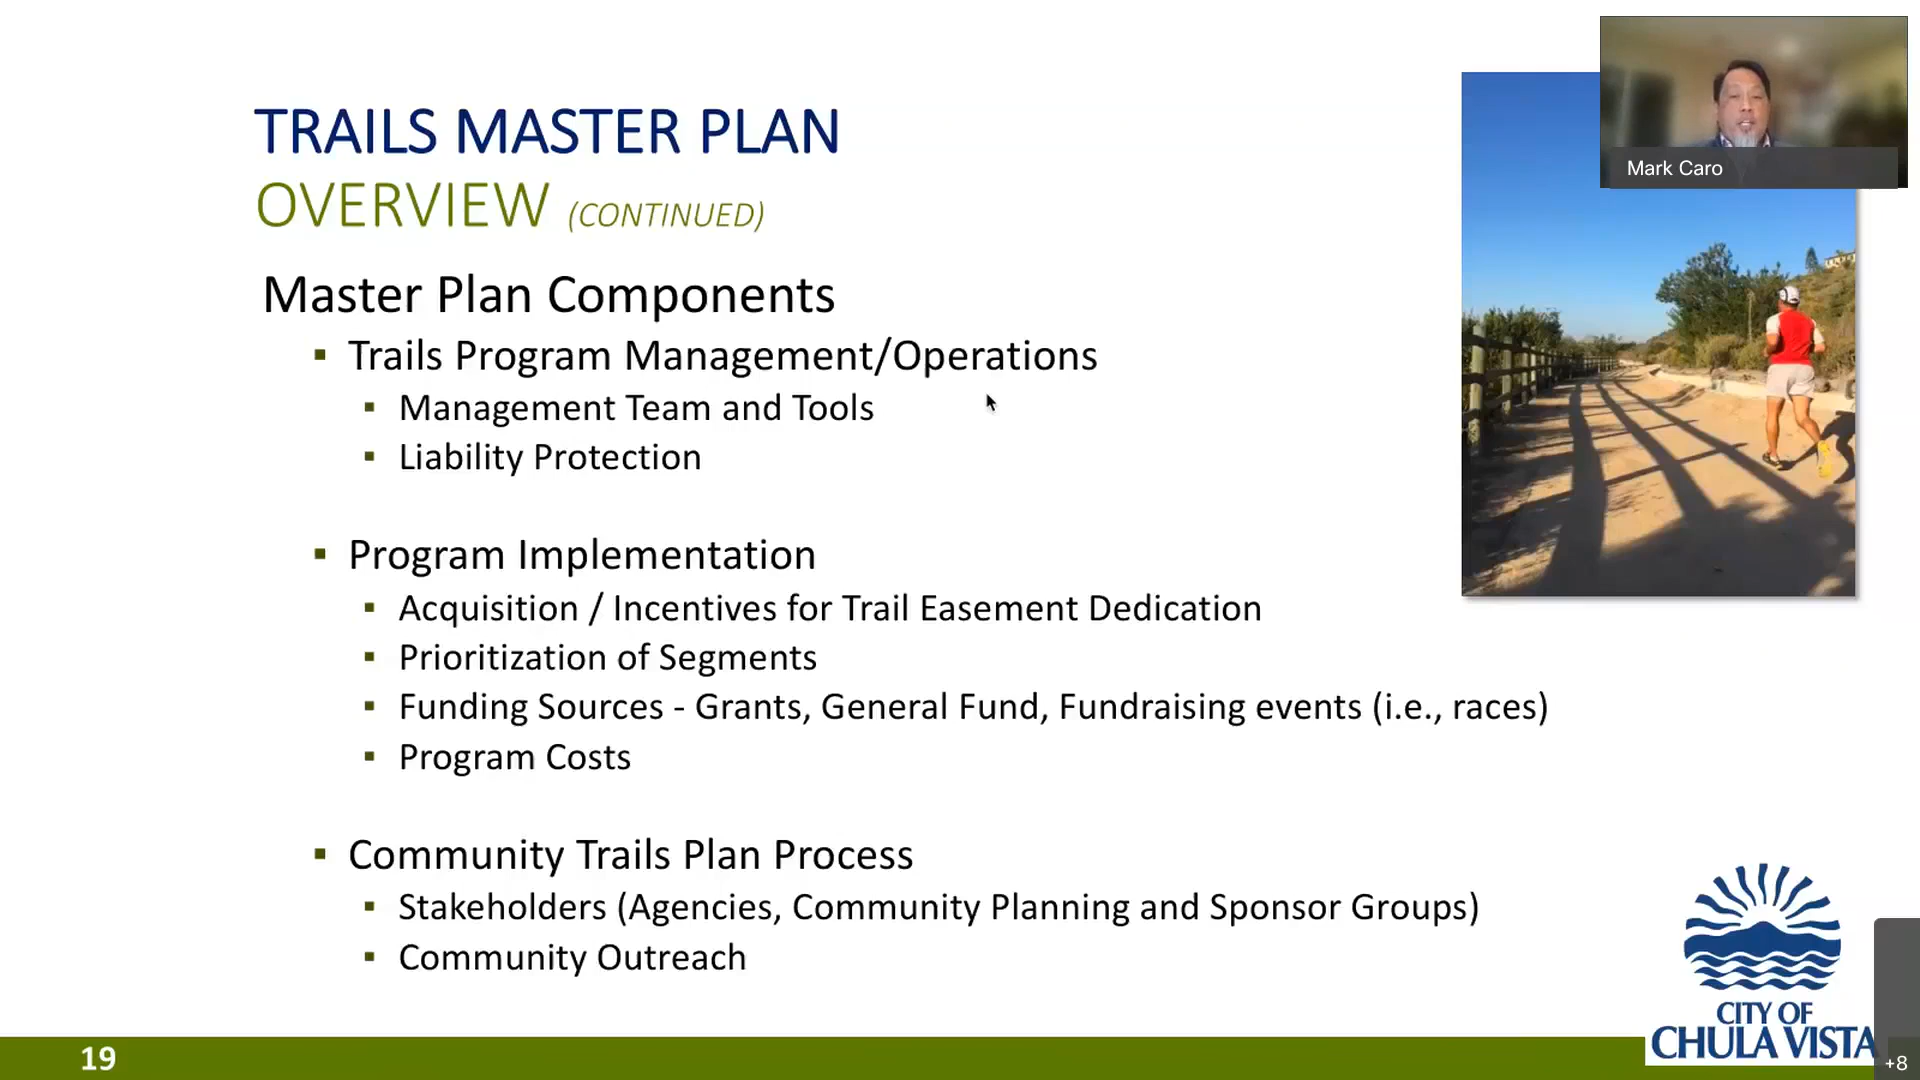 TRAILS MASTER PLAN
OVERVIEW (CONTINUED)
Master Plan Components
▪ Trails Program Management/Operations
▪ Management Team and Tools
▪ Liability Protection
▪ Program Implementation
▪ Acquisition / Incentives for Trail Easement Dedication
▪ Prioritization of Segments
▪ Funding Sources - Grants, General Fund, Fundraising events (i.e., races)
▪ Program Costs
▪ Community Trails Plan Process
▪ Stakeholders (Agencies, Community Planning and Sponsor Groups)
▪ Community Outreach
Mark Caro
CITY OF
CHULA VISTA
19
+8